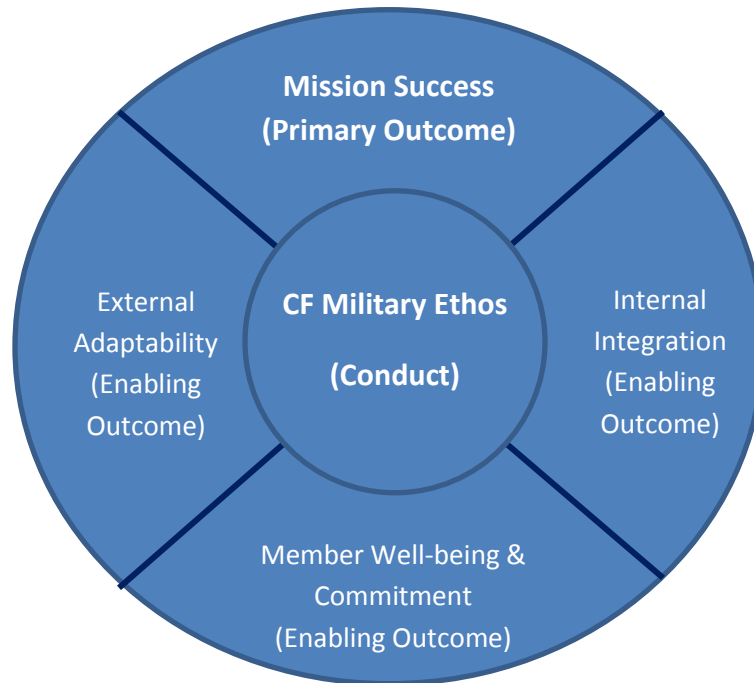 Mission Success
(Primary Outcome)
External
Adaptability
(Enabling
Outcome)
CF Military Ethos
(Conduct)
Internal
Integration
(Enabling
Outcome)
Member Well-being &
Commitment
(Enabling Outcome)